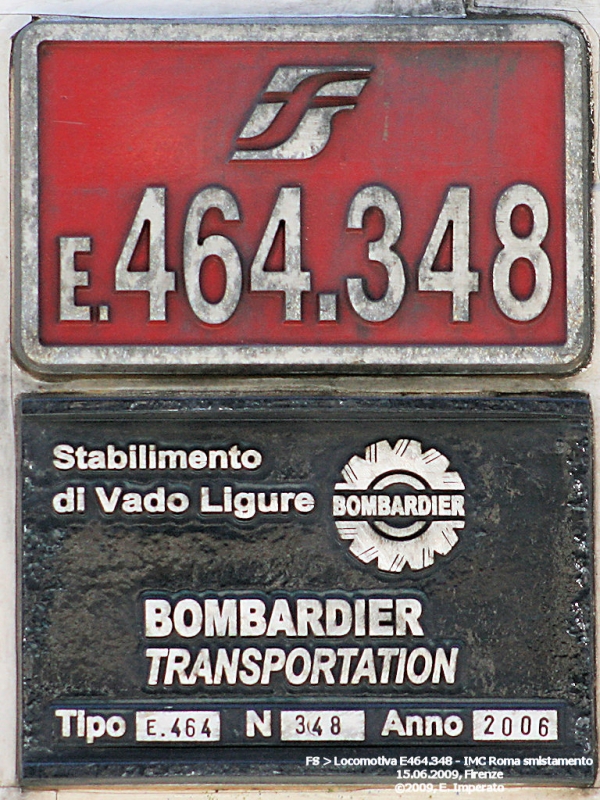 E.464.348
Stabilimento
di Vado Ligure
BOMBARDIER
BOMBARDIER
TRANSPORTATION
Tipo E.464 N 348 Anno 2006
F8 > Locomotiva E464.348 - IMC Roma smistamento
15.06.2009, Firenze
©2009, E. Imperato